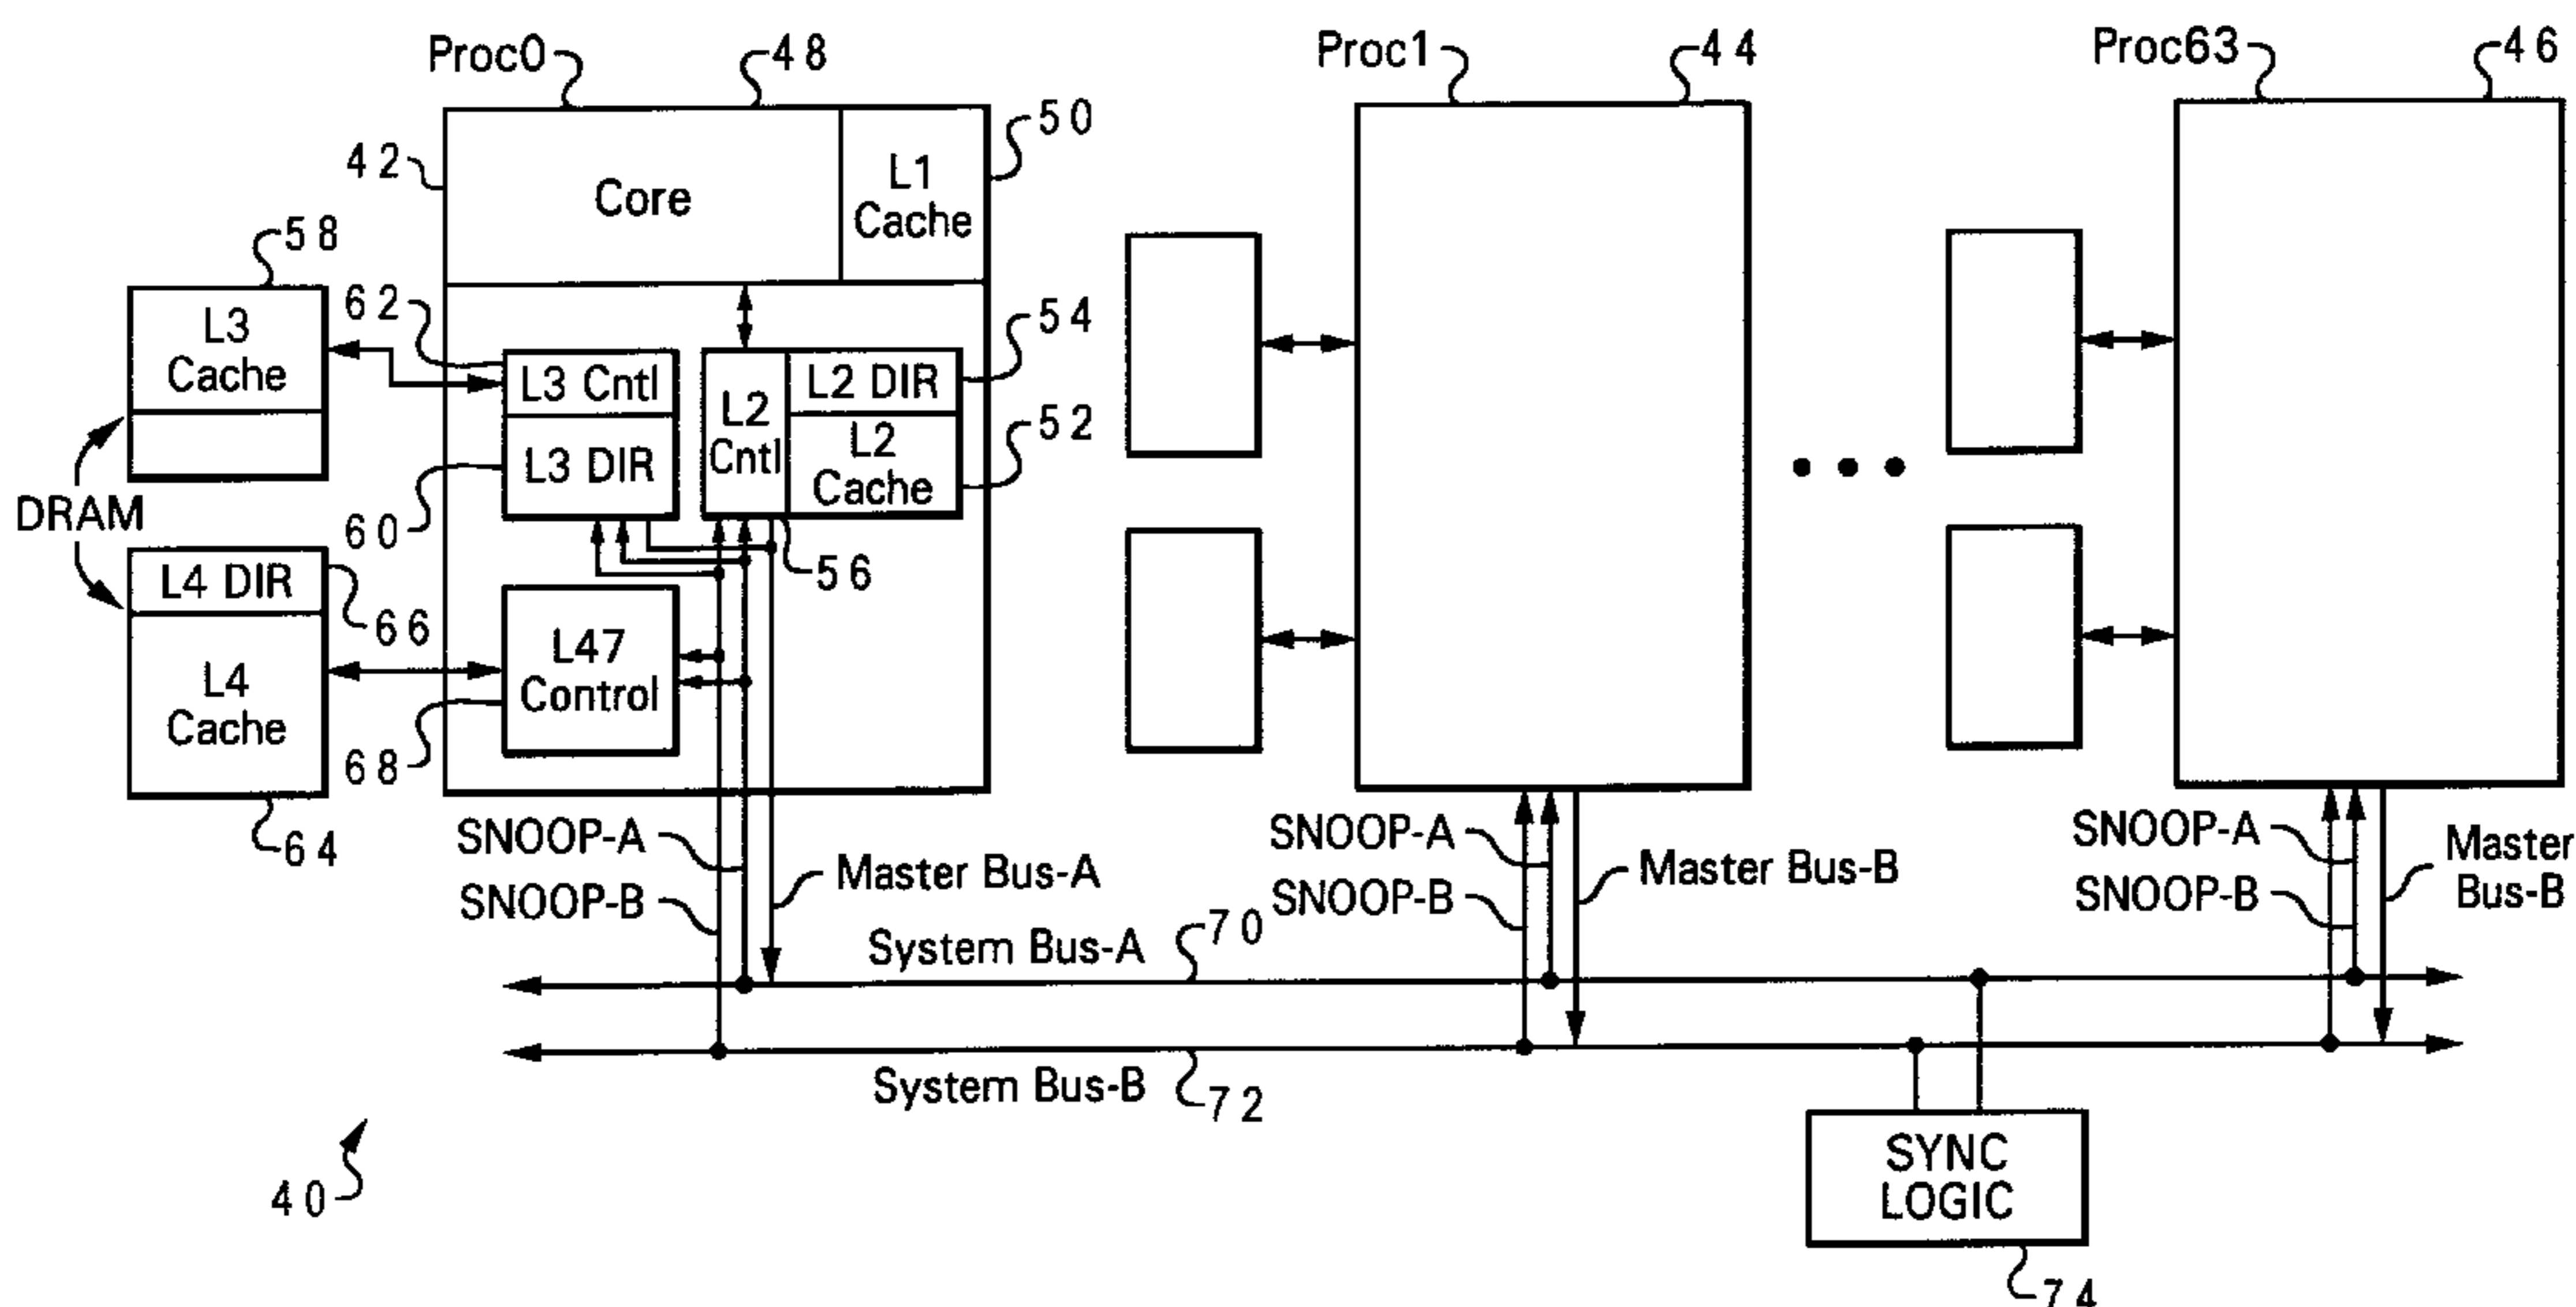 Proc0
48
Proc1
44
Proc63
46
50
42
Core
L1
Cache
58
62
54
L3
Cache
L3 Cntl
L2
Cntl
L2 DIR
52
L3 DIR
L2
Cache
DRAM
60
56
L4 DIR
66
L47
Control
L4
Cache
68
64
SNOOP-A
SNOOP-B
Master Bus-A
SNOOP-A
SNOOP-B
Master Bus-B
SNOOP-A
SNOOP-B
Master
Bus-B
System Bus-A
70
System Bus-B
72
SYNC
LOGIC
40
74